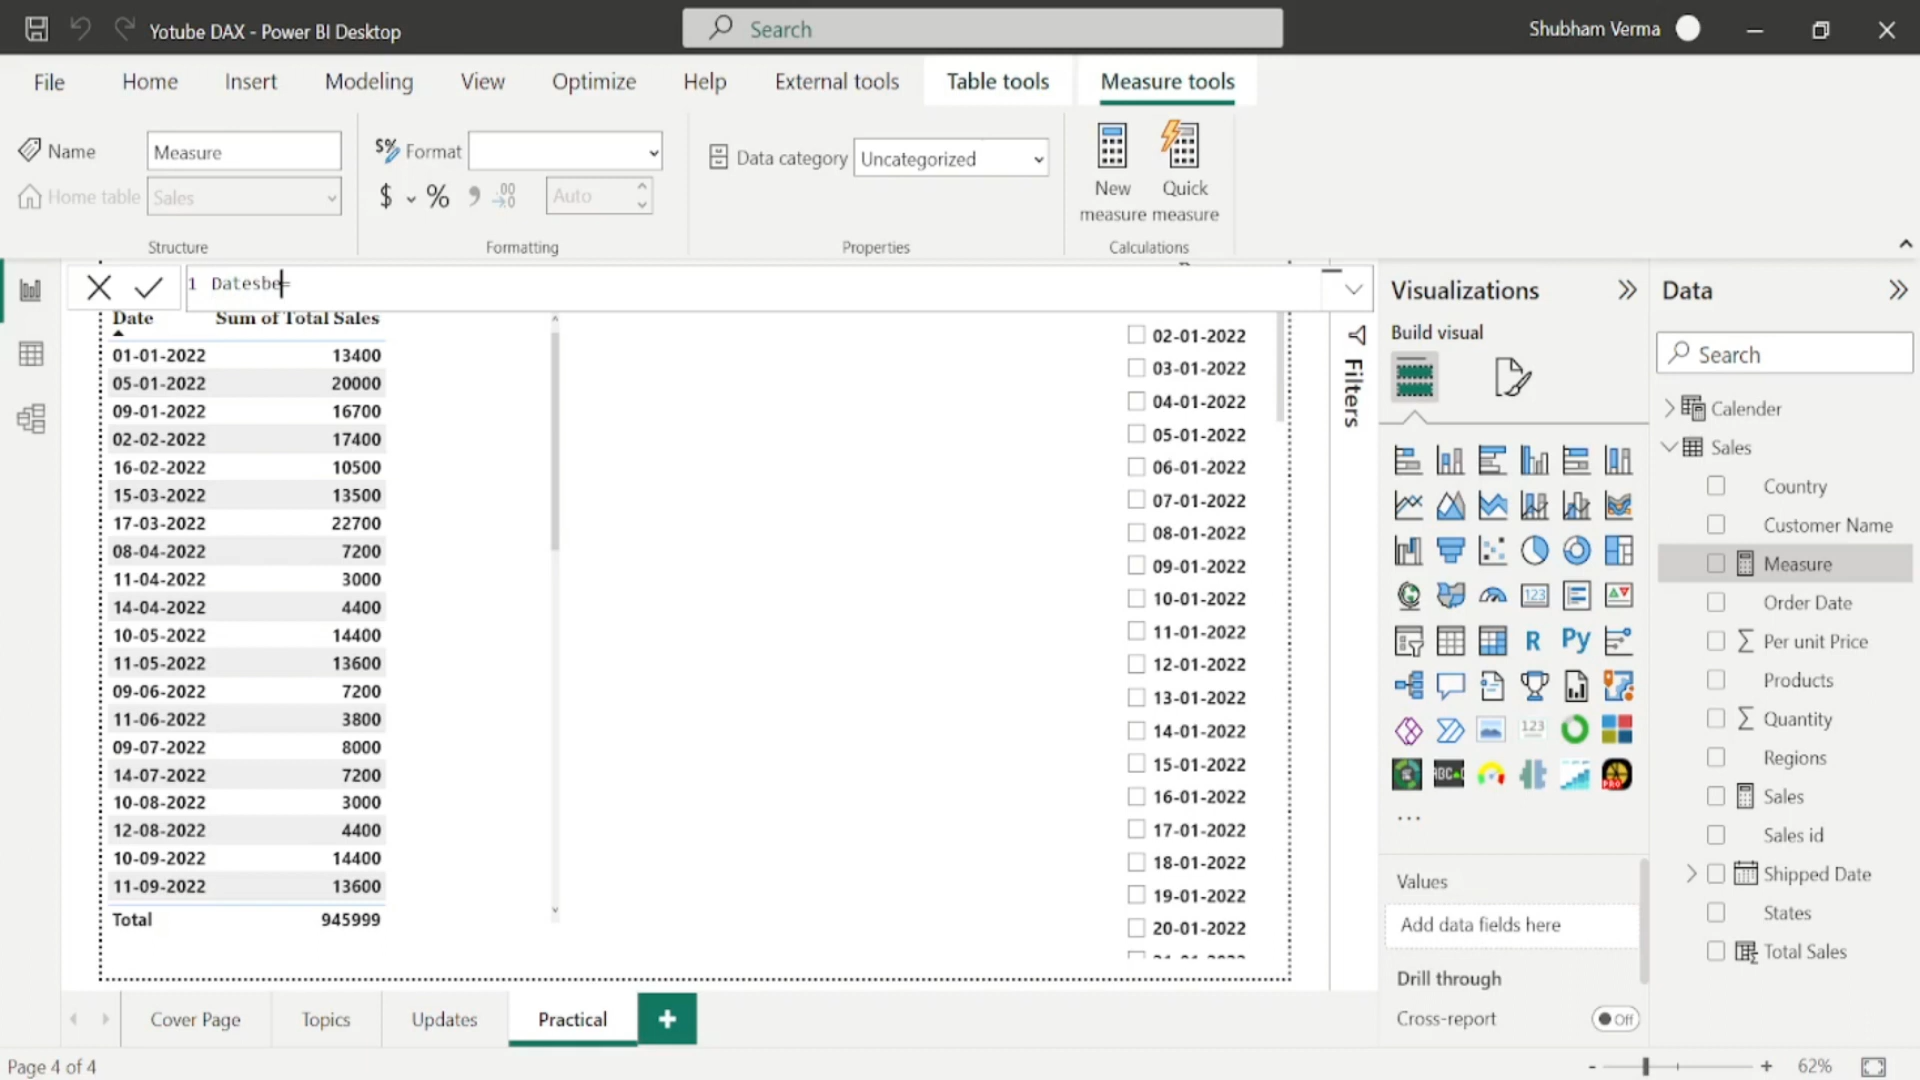 Yotube DAX - Power BI Desktop
Search
Shubham Verma
File
Home
Insert
Modeling
View
Optimize
Help
External tools
Table tools
Measure tools
Name
Measure
Home table
Sales
Structure
Format
$ % 9 .00
Auto
Formatting
Data category
Uncategorized
Properties
New measure
Quick measure
Calculations
1 Datesbe=
Date Sum of Total Sales
01-01-2022 13400
05-01-2022 20000
09-01-2022 16700
02-02-2022 17400
16-02-2022 10500
15-03-2022 13500
17-03-2022 22700
08-04-2022 7200
11-04-2022 3000
14-04-2022 4400
10-05-2022 14400
11-05-2022 13600
09-06-2022 7200
11-06-2022 3800
09-07-2022 8000
14-07-2022 7200
10-08-2022 3000
12-08-2022 4400
10-09-2022 14400
11-09-2022 13600
Total 945999
02-01-2022
03-01-2022
04-01-2022
05-01-2022
06-01-2022
07-01-2022
08-01-2022
09-01-2022
10-01-2022
11-01-2022
12-01-2022
13-01-2022
14-01-2022
15-01-2022
16-01-2022
17-01-2022
18-01-2022
19-01-2022
20-01-2022
Filters
Visualizations
Build visual
123
R
Py
123
PRO
...
Values
Add data fields here
Drill through
Cross-report
Off
Data
Search
Calender
Sales
Country
Customer Name
Measure
Order Date
Per unit Price
Products
Quantity
Regions
Sales
Sales id
Shipped Date
States
Total Sales
Cover Page
Topics
Updates
Practical
+
Page 4 of 4
- + 62%